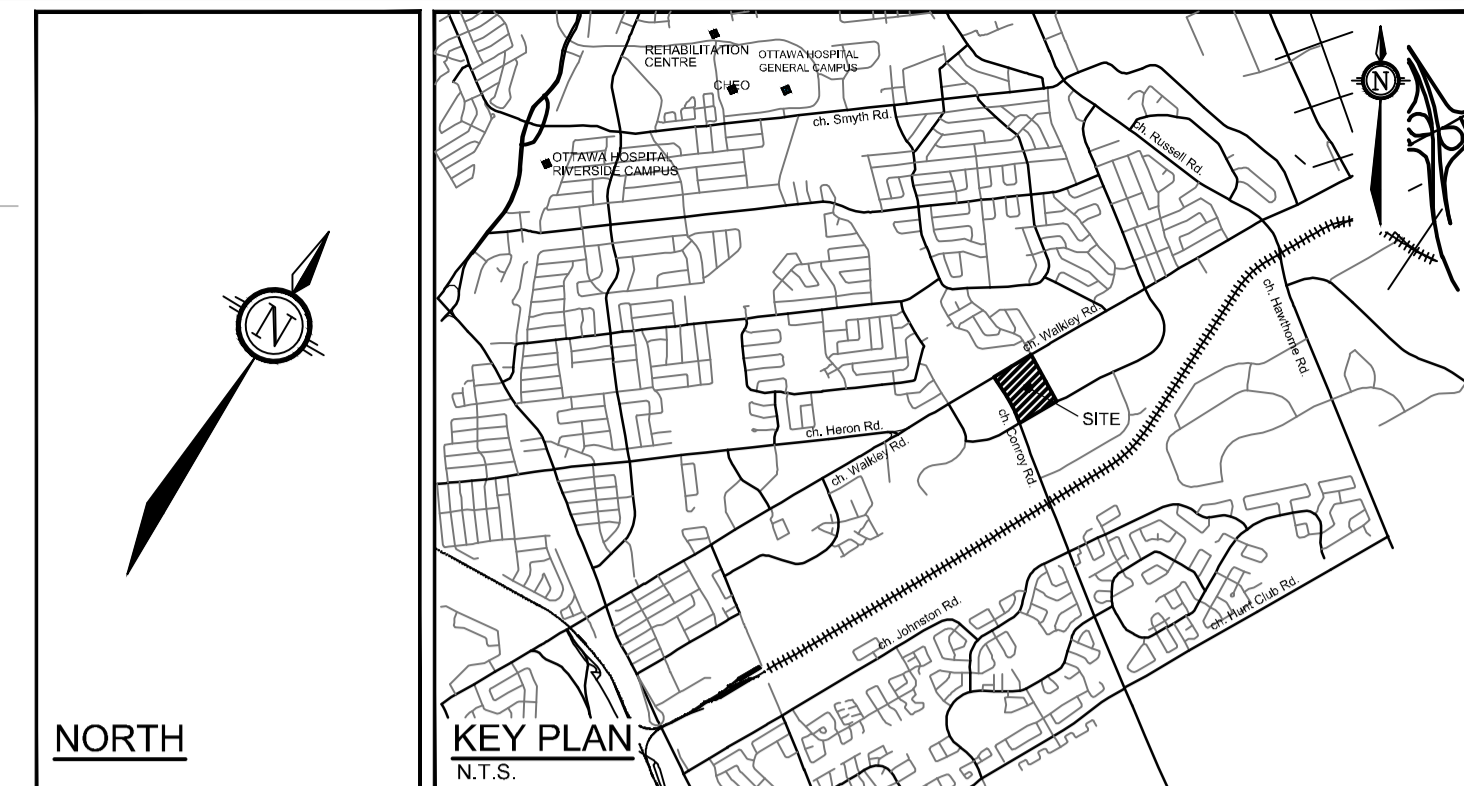 REHABILITATION
CENTRE
OTTAWA HOSPITAL
GENERAL CAMPUS
CHEO
ch. Smyth Rd.
ch. Russell Rd.
N
OTTAWA HOSPITAL
RIVERSIDE CAMPUS
N
ch. Walkley Rd.
ch. Hawthorne Rd.
SITE
ch. Heron Rd.
ch. Walkley Rd.
ch. Conroy Rd.
ch. Johnston Rd.
ch. Hunt Club Rd.
NORTH
KEY PLAN
N.T.S.